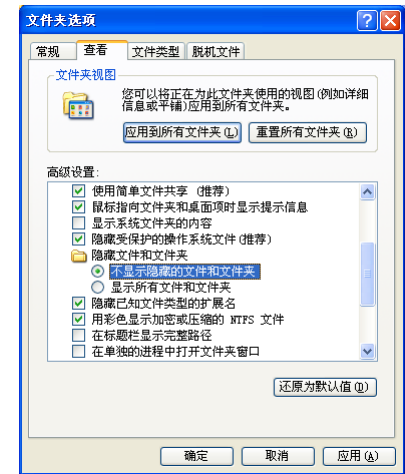 文件夹选项
常规 查看 文件类型 脱机文件
文件夹视图
您可以将正在为此文件夹使用的视图(例如详细
信息或平铺)应用到所有文件夹。
应用到所有文件夹(L) 重置所有文件夹(R)
高级设置:
使用简单文件共享 (推荐)
鼠标指向文件夹和桌面项时显示提示信息
显示系统文件夹的内容
隐藏受保护的操作系统文件(推荐)
隐藏文件和文件夹
不显示隐藏的文件和文件夹
显示所有文件和文件夹
隐藏已知文件类型的扩展名
用彩色显示加密或压缩的 NTFS 文件
在标题栏显示完整路径
在单独的进程中打开文件夹窗口
还原为默认值(D)
确定 取消 应用(A)